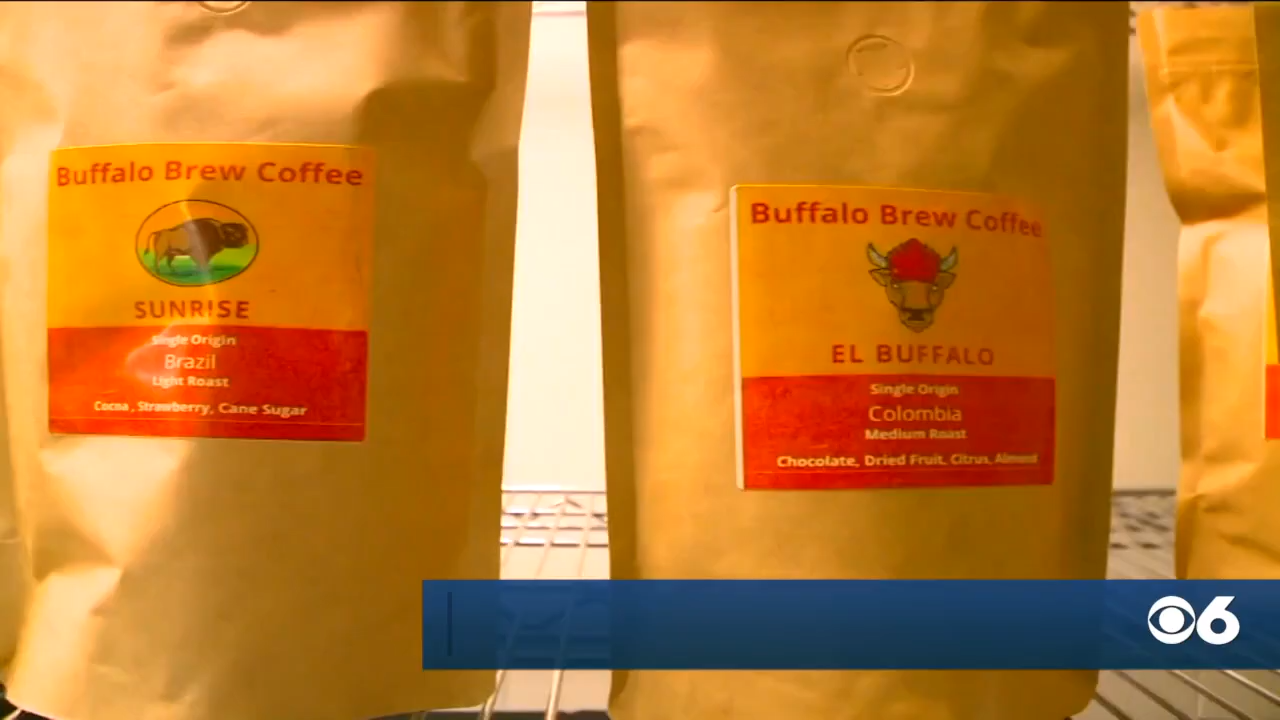 Buffalo Brew Coffee
SUNRISE
Single Origin
Brazil
Light Roast
Cocoa, Strawberry, Cane Sugar
Buffalo Brew Coffee
EL BUFFALO
Single Origin
Colombia
Medium Roast
Chocolate, Dried Fruit, Citrus, Almond
6